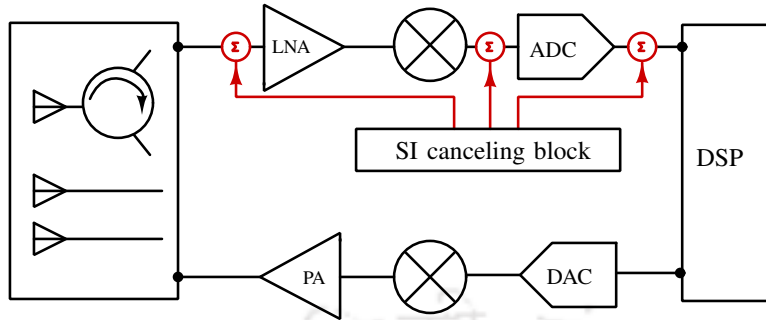 Σ
LNA
Σ
ADC
Σ
SI canceling block
DSP
PA
DAC